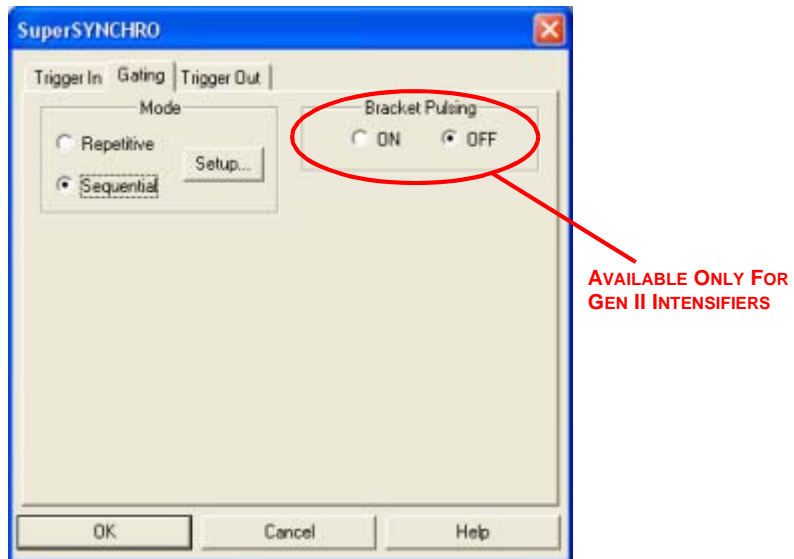 SuperSYNCHRO
Trigger In Gating Trigger Out
Mode
Repetitive
Sequential
Setup...
Bracket Pulsing
ON OFF
AVAILABLE ONLY FOR
GEN II INTENSIFIERS
OK Cancel Help